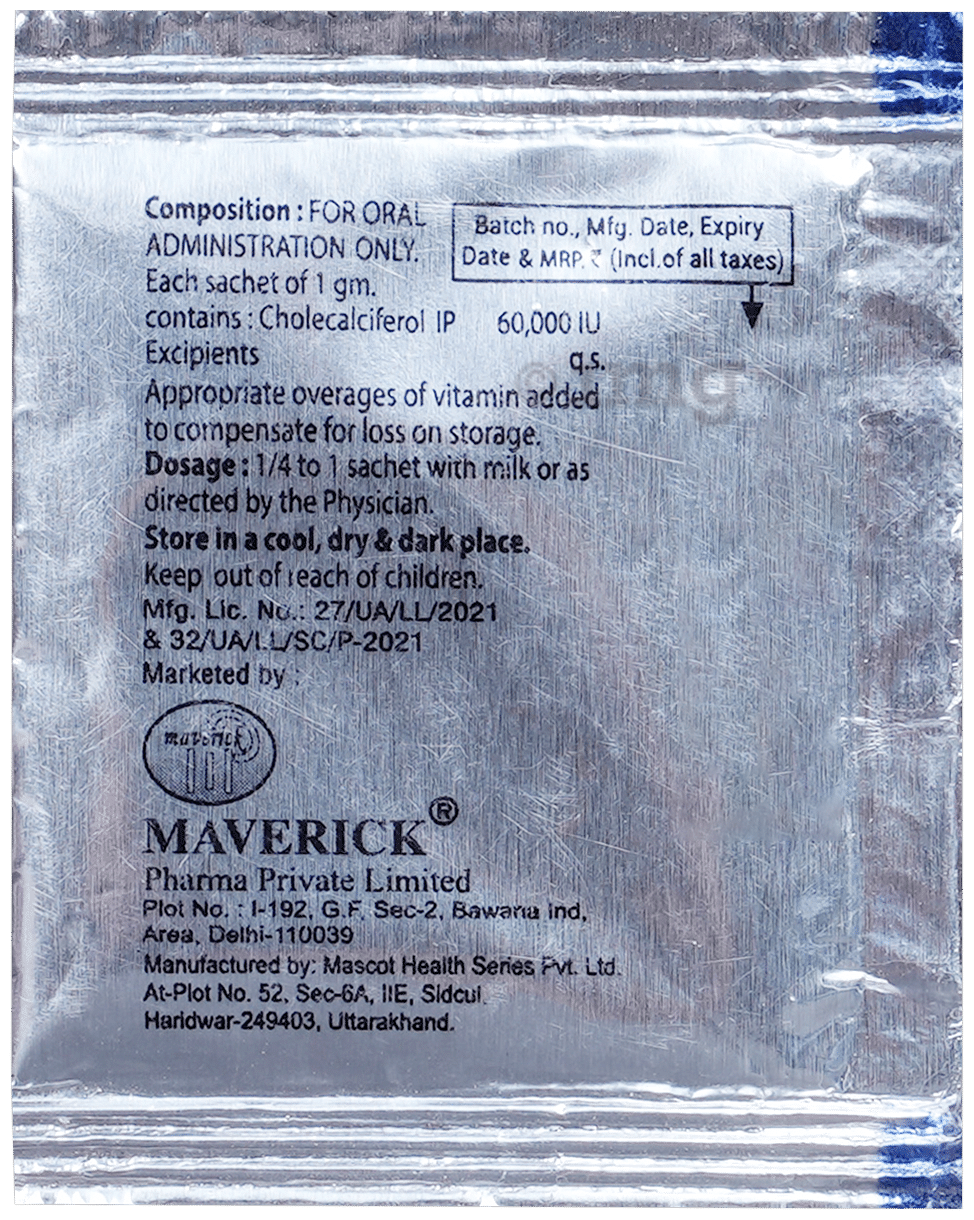 Composition : FOR ORAL
ADMINISTRATION ONLY.
Each sachet of 1 gm.
contains : Cholecalciferol IP 60,000 IU
Excipients q.s.
Appropriate overages of vitamin added
to compensate for loss on storage.
Dosage : 1/4 to 1 sachet with milk or as
directed by the Physician.
Store in a cool, dry & dark place.
Keep out of reach of children.
Mfg. Lic. No.: 27/UA/LL/2021
& 32/UA/LL/SC/P-2021
Marketed by :
maverick
MAVERICK®
Pharma Private Limited
Plot No. : I-192, G.F. Sec-2, Bawana Ind,
Area, Delhi-110039
Manufactured by: Mascot Health Series Pvt. Ltd.
At-Plot No. 52, Sec-6A, IIE, Sidcul,
Haridwar-249403, Uttarakhand.
Batch no., Mfg. Date, Expiry
Date & MRP. ₹ (Incl.of all taxes)
mg